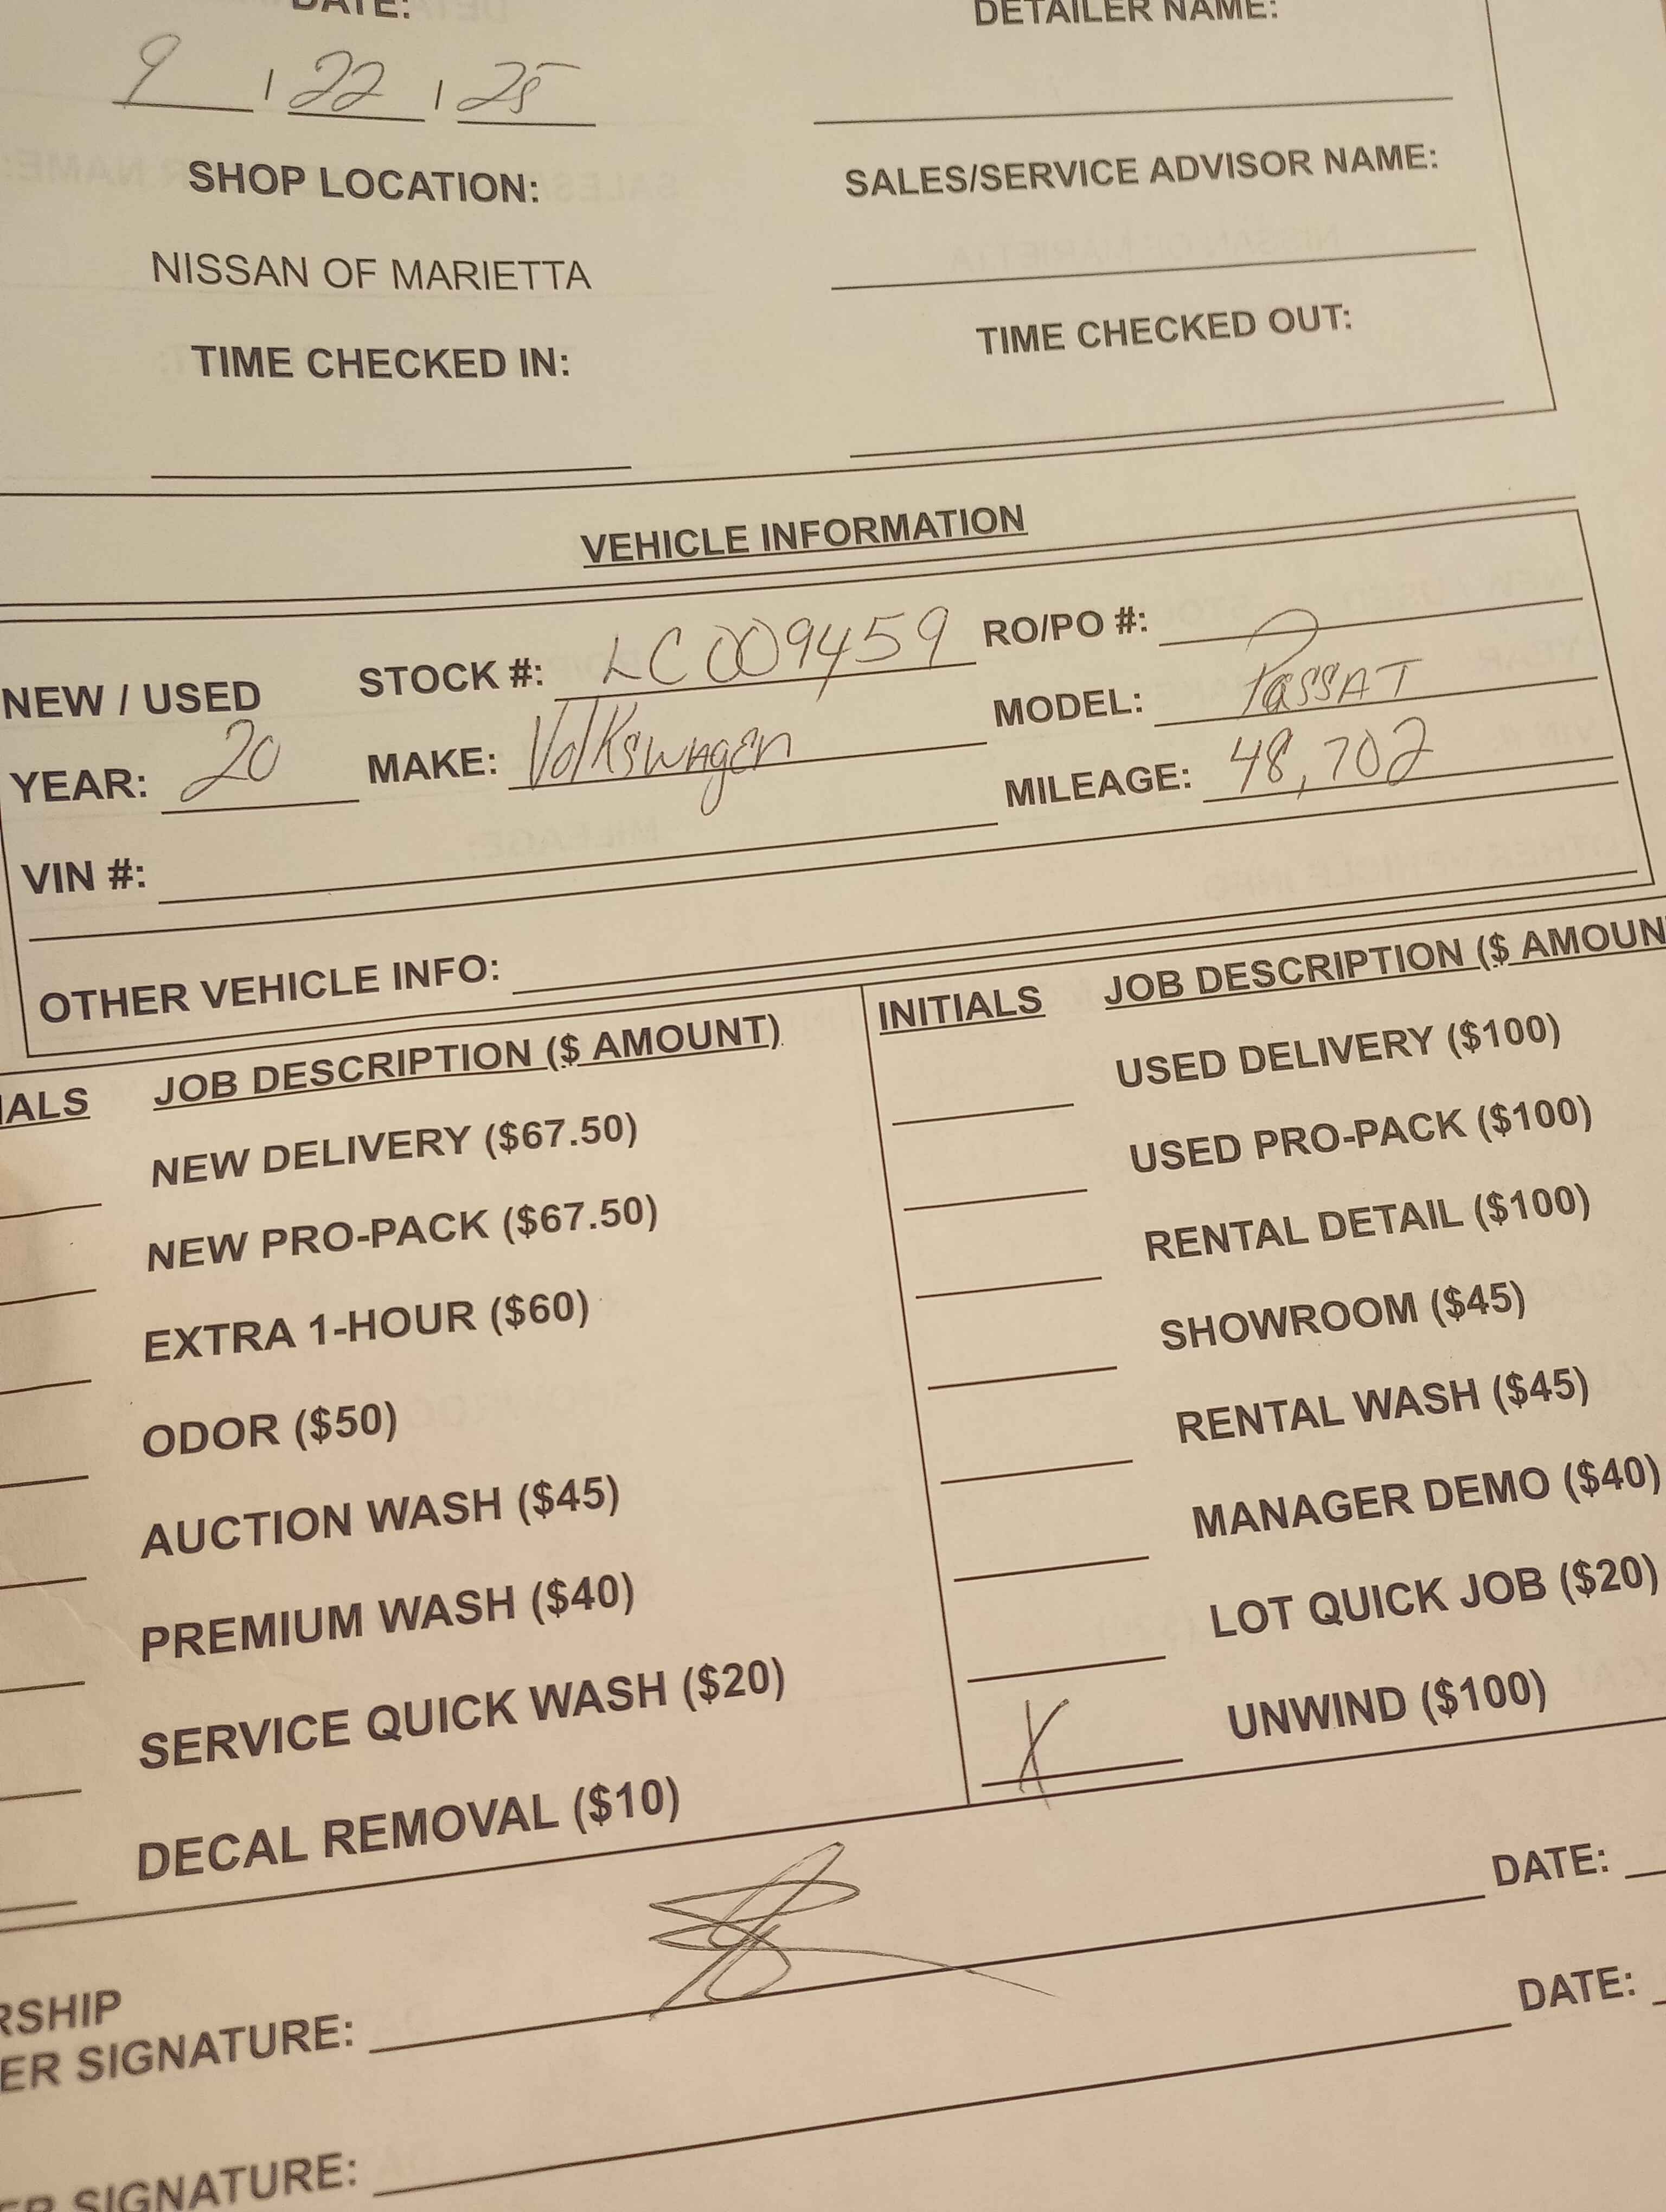 DATE: DETAILER NAME:
9 / 22 / 25
SHOP LOCATION: SALES/SERVICE ADVISOR NAME:
NISSAN OF MARIETTA
TIME CHECKED IN: TIME CHECKED OUT:
VEHICLE INFORMATION
NEW / USED STOCK #: LC009459 RO/PO #:
YEAR: 20 MAKE: Volkswagen MODEL: PassAT
VIN #: MILEAGE: 48,702
OTHER VEHICLE INFO:
IALS JOB DESCRIPTION ($ AMOUNT) INITIALS JOB DESCRIPTION ($ AMOUN
NEW DELIVERY ($67.50) USED DELIVERY ($100)
NEW PRO-PACK ($67.50) USED PRO-PACK ($100)
EXTRA 1-HOUR ($60) RENTAL DETAIL ($100)
ODOR ($50) SHOWROOM ($45)
AUCTION WASH ($45) RENTAL WASH ($45)
PREMIUM WASH ($40) MANAGER DEMO ($40)
SERVICE QUICK WASH ($20) LOT QUICK JOB ($20)
DECAL REMOVAL ($10) X UNWIND ($100)
RSHIP
ER SIGNATURE: DATE:
ER SIGNATURE: DATE: